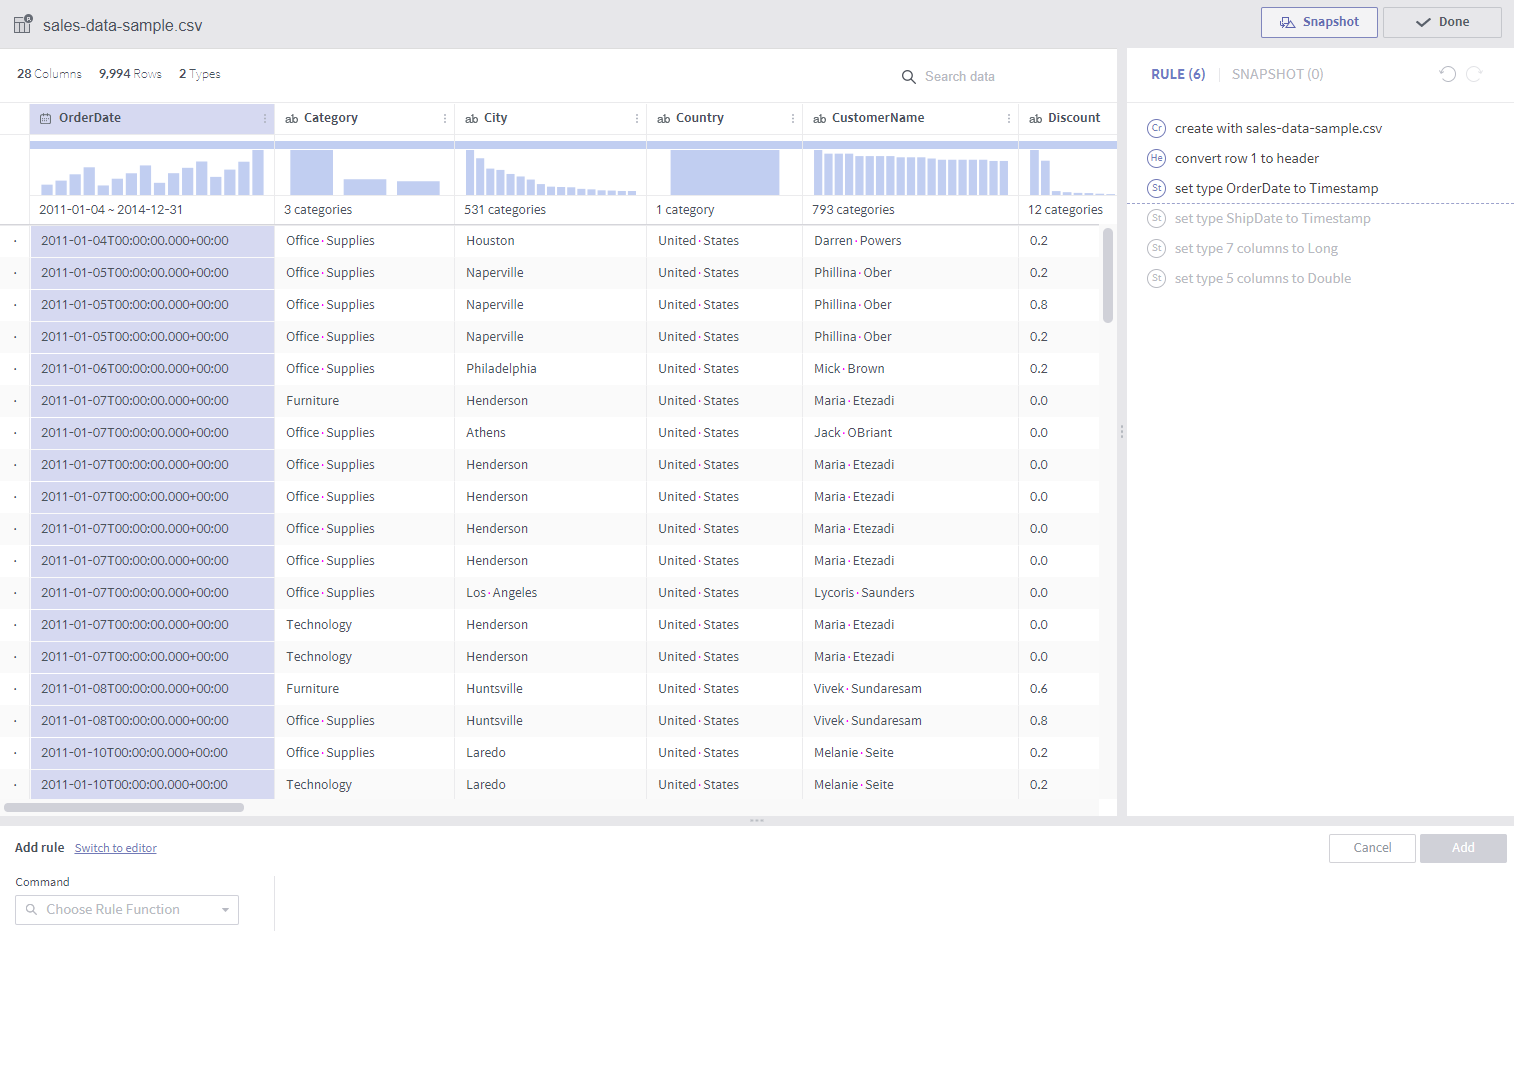 sales-data-sample.csv
Snapshot
Done
28 Columns 9,994 Rows 2 Types
Search data
RULE (6) SNAPSHOT (0)
OrderDate ab Category ab City ab Country ab CustomerName ab Discount
2011-01-04 ~ 2014-12-31 3 categories 531 categories 1 category 793 categories 12 categories
2011-01-04T00:00:00.000+00:00 Office·Supplies Houston United·States Darren·Powers 0.2
2011-01-05T00:00:00.000+00:00 Office·Supplies Naperville United·States Phillina·Ober 0.2
2011-01-05T00:00:00.000+00:00 Office·Supplies Naperville United·States Phillina·Ober 0.8
2011-01-05T00:00:00.000+00:00 Office·Supplies Naperville United·States Phillina·Ober 0.2
2011-01-06T00:00:00.000+00:00 Office·Supplies Philadelphia United·States Mick·Brown 0.2
2011-01-07T00:00:00.000+00:00 Furniture Henderson United·States Maria·Etezadi 0.0
2011-01-07T00:00:00.000+00:00 Office·Supplies Athens United·States Jack·OBriant 0.0
2011-01-07T00:00:00.000+00:00 Office·Supplies Henderson United·States Maria·Etezadi 0.0
2011-01-07T00:00:00.000+00:00 Office·Supplies Henderson United·States Maria·Etezadi 0.0
2011-01-07T00:00:00.000+00:00 Office·Supplies Henderson United·States Maria·Etezadi 0.0
2011-01-07T00:00:00.000+00:00 Office·Supplies Henderson United·States Maria·Etezadi 0.0
2011-01-07T00:00:00.000+00:00 Office·Supplies Los·Angeles United·States Lycoris·Saunders 0.0
2011-01-07T00:00:00.000+00:00 Technology Henderson United·States Maria·Etezadi 0.0
2011-01-07T00:00:00.000+00:00 Technology Henderson United·States Maria·Etezadi 0.0
2011-01-08T00:00:00.000+00:00 Furniture Huntsville United·States Vivek·Sundaresam 0.6
2011-01-08T00:00:00.000+00:00 Office·Supplies Huntsville United·States Vivek·Sundaresam 0.8
2011-01-10T00:00:00.000+00:00 Office·Supplies Laredo United·States Melanie·Seite 0.2
2011-01-10T00:00:00.000+00:00 Technology Laredo United·States Melanie·Seite 0.2
Cr create with sales-data-sample.csv
He convert row 1 to header
St set type OrderDate to Timestamp
St set type ShipDate to Timestamp
St set type 7 columns to Long
St set type 5 columns to Double
Add rule Switch to editor
Cancel
Add
Command
Choose Rule Function